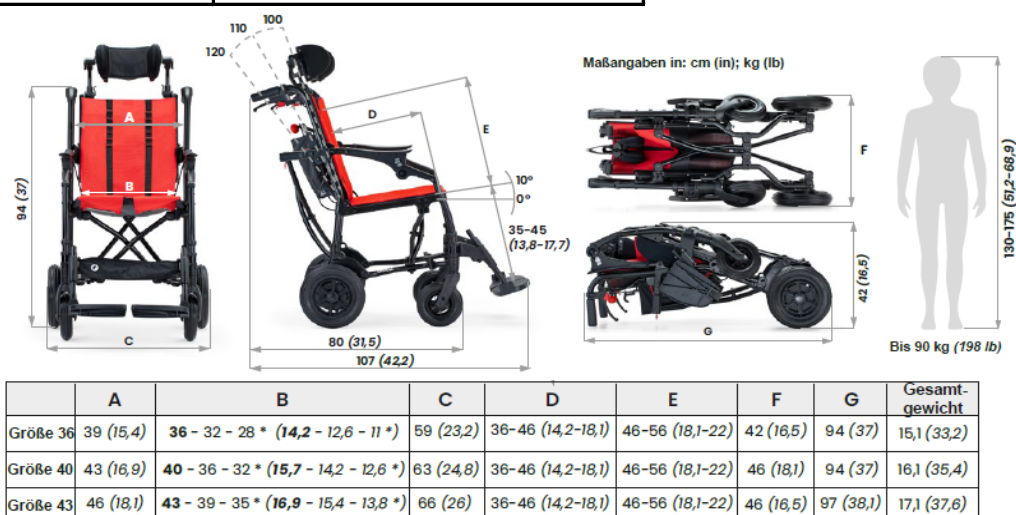 100
110
120
Maßangaben in: cm (in); kg (lb)
A
D
E
F
B
10°
0°
94 (37)
35-45
(13,8-17,7)
130-175 (51,2-68,9)
42 (16,5)
C
80 (31,5)
G
107 (42,2)
Bis 90 kg (198 lb)
A B C D E F G Gesamt-
gewicht
Größe 36 39 (15,4) 36 - 32 - 28 * (14,2 - 12,6 - 11 *) 59 (23,2) 36-46 (14,2-18,1) 46-56 (18,1-22) 42 (16,5) 94 (37) 15,1 (33,2)
Größe 40 43 (16,9) 40 - 36 - 32 * (15,7 - 14,2 - 12,6 *) 63 (24,8) 36-46 (14,2-18,1) 46-56 (18,1-22) 46 (18,1) 94 (37) 16,1 (35,4)
Größe 43 46 (18,1) 43 - 39 - 35 * (16,9 - 15,4 - 13,8 *) 66 (26) 36-46 (14,2-18,1) 46-56 (18,1-22) 46 (16,5) 97 (38,1) 17,1 (37,6)